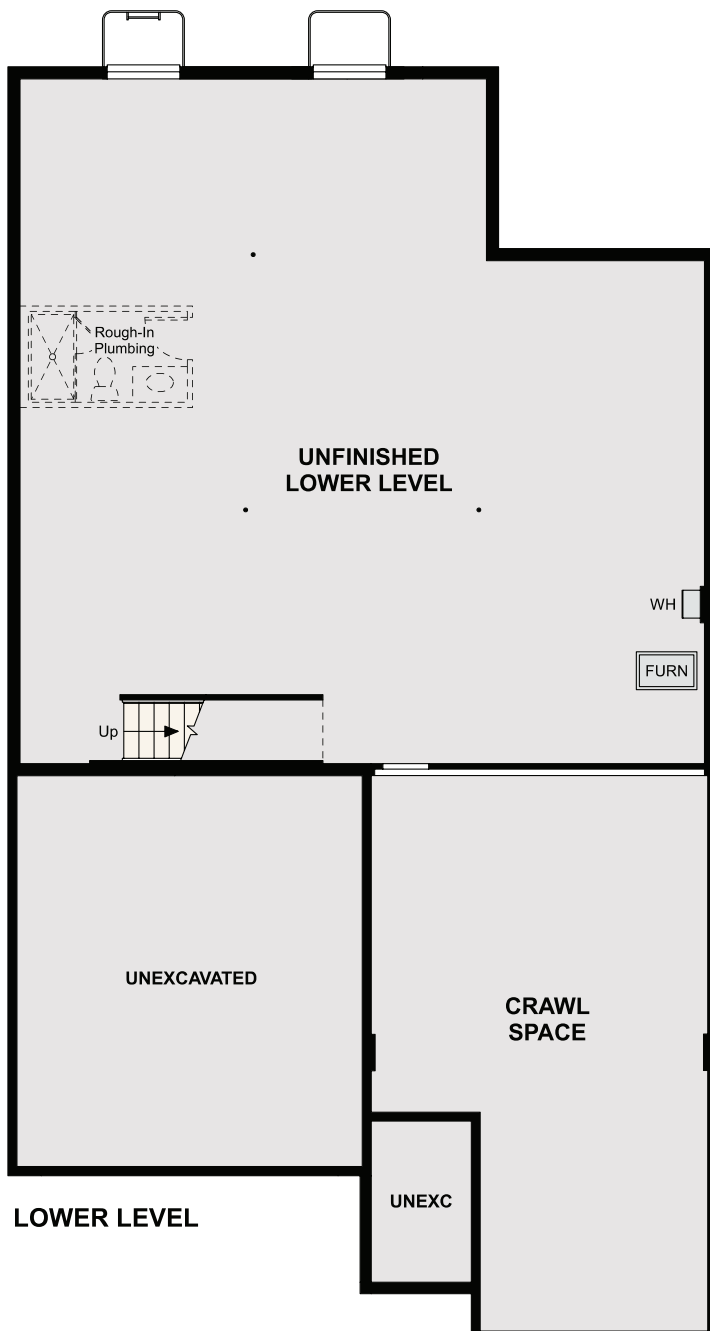 Rough-In
Plumbing
UNFINISHED
LOWER LEVEL
WH
FURN
Up
UNEXCAVATED
CRAWL
SPACE
UNEXC
LOWER LEVEL